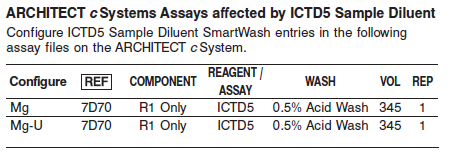 ARCHITECT cSystems Assays affected by ICTD5 Sample Diluent
Configure ICTD5 Sample Diluent SmartWash entries in the following
assay files on the ARCHITECT cSystem.
Configure REF COMPONENT REAGENT / ASSAY WASH VOL REP
Mg 7D70 R1 Only ICTD5 0.5% Acid Wash 345 1
Mg-U 7D70 R1 Only ICTD5 0.5% Acid Wash 345 1